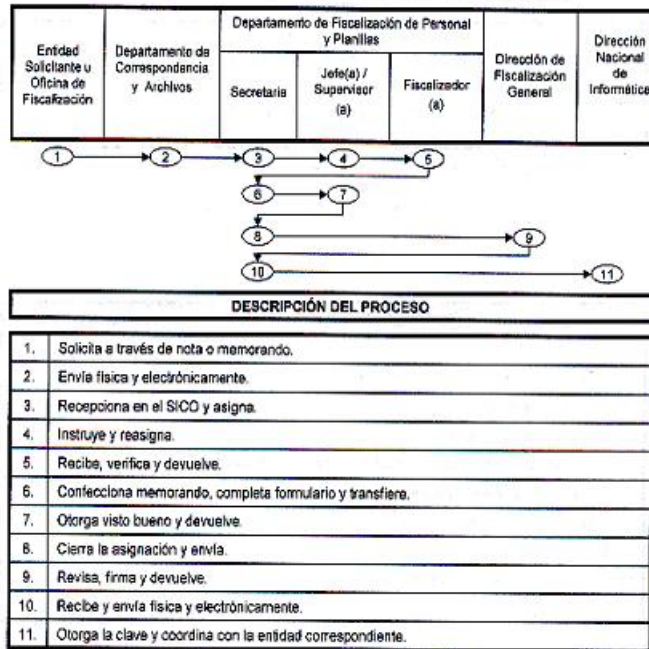 Entidad
Solicitante u
Oficina de
Fiscalización
Departamento de
Correspondencia
y Archivos
Departamento de Fiscalización de Personal
y Planillas
Secretaria
Jefe(a) /
Supervisor
(a)
Fiscalizador
(a)
Dirección de
Fiscalización
General
Dirección
Nacional
de
Informática
1 2 3 4 5
6 7
8 9
10 11
DESCRIPCIÓN DEL PROCESO
1. Solicita a través de nota o memorando.
2. Envía física y electrónicamente.
3. Recepciona en el SICO y asigna.
4. Instruye y reasigna.
5. Recibe, verifica y devuelve.
6. Confecciona memorando, completa formulario y transfiere.
7. Otorga visto bueno y devuelve.
8. Cierra la asignación y envía.
9. Revisa, firma y devuelve.
10. Recibe y envía física y electrónicamente.
11. Otorga la clave y coordina con la entidad correspondiente.